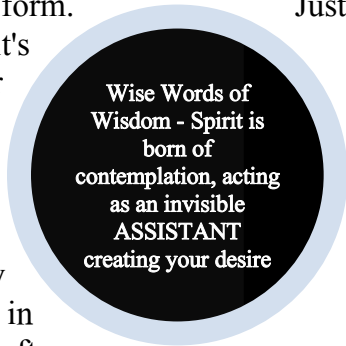 form. Just
t's
Wise Words of
Wisdom - Spirit is
born of
contemplation, acting
as an invisible
ASSISTANT
creating your desire
in